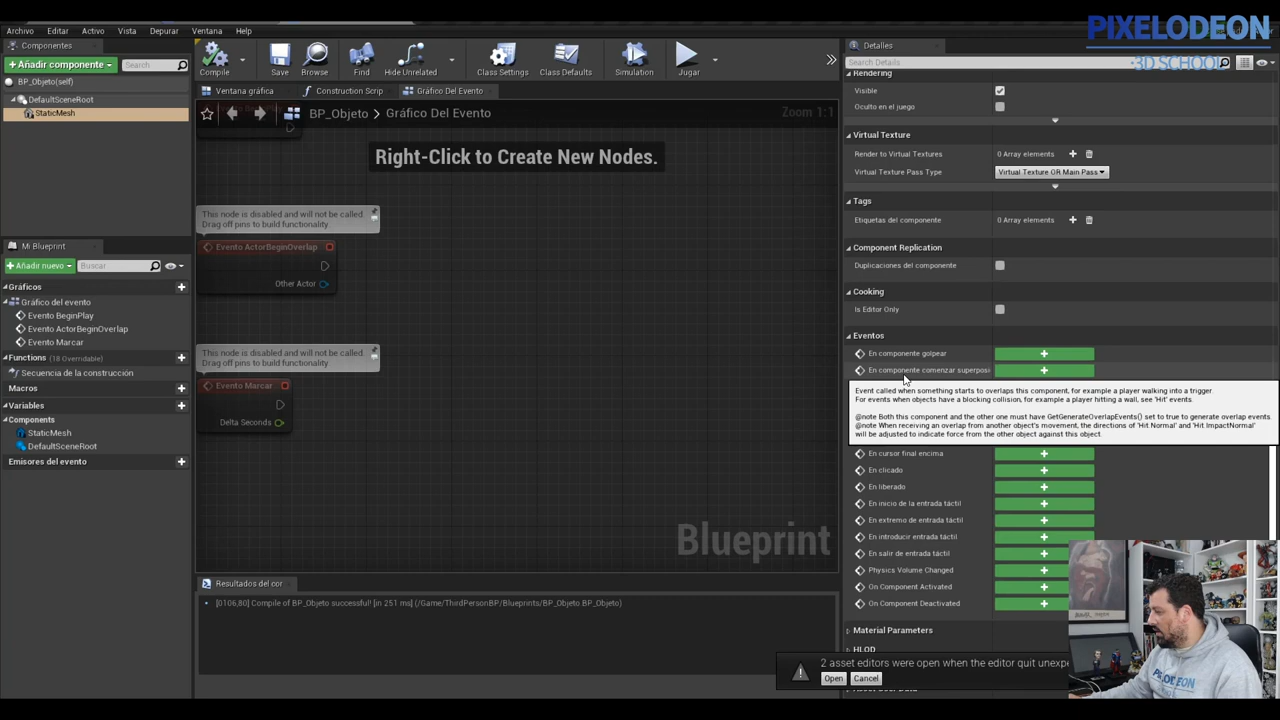 PIXELODEON
3D SCHOOL
Archivo Editar Activo Vista Depurar Ventana Help
Componentes
Añadir componente
Search
BP_Objeto(self)
DefaultSceneRoot
StaticMesh
Compile Save Browse Find Hide Unrelated Class Settings Class Defaults Simulation Jugar
Ventana gráfica Construction Scrip Gráfico Del Evento
BP_Objeto > Gráfico Del Evento
Zoom 1:1
Right-Click to Create New Nodes.
This node is disabled and will not be called.
Drag off pins to build functionality.
Evento ActorBeginOverlap
Other Actor
This node is disabled and will not be called.
Drag off pins to build functionality.
Evento Marcar
Delta Seconds
Blueprint
Mi Blueprint
Añadir nuevo
Buscar
Gráficos
Gráfico del evento
Evento BeginPlay
Evento ActorBeginOverlap
Evento Marcar
Functions (18 Overridable)
Secuencia de la construcción
Macros
Variables
Components
StaticMesh
DefaultSceneRoot
Emisores del evento
Resultados del cor
[0106,80] Compile of BP_Objeto successful! [in 251 ms] (/Game/ThirdPersonBP/Blueprints/BP_Objeto BP_Objeto)
Detalles
Search Details
Rendering
Visible
Oculto en el juego
Virtual Texture
Render to Virtual Textures 0 Array elements
Virtual Texture Pass Type Virtual Texture OR Main Pass
Tags
Etiquetas del componente 0 Array elements
Component Replication
Duplicaciones del componente
Cooking
Is Editor Only
Eventos
En componente golpear
En componente comenzar superposi
Event called when something starts to overlaps this component, for example a player walking into a trigger.
For events when objects have a blocking collision, for example a player hitting a wall, see 'Hit' events.
@note Both this component and the other one must have GetGenerateOverlapEvents() set to true to generate overlap events.
@note When receiving an overlap from another object's movement, the directions of 'Hit.Normal' and 'Hit.ImpactNormal'
will be adjusted to indicate force from the other object against this object.
En cursor final encima
En clicado
En liberado
En inicio de la entrada táctil
En extremo de entrada táctil
En introducir entrada táctil
En salir de entrada táctil
Physics Volume Changed
On Component Activated
On Component Deactivated
Material Parameters
HLOD
2 asset editors were open when the editor quit unexpe
Open Cancel
PIXELODEON